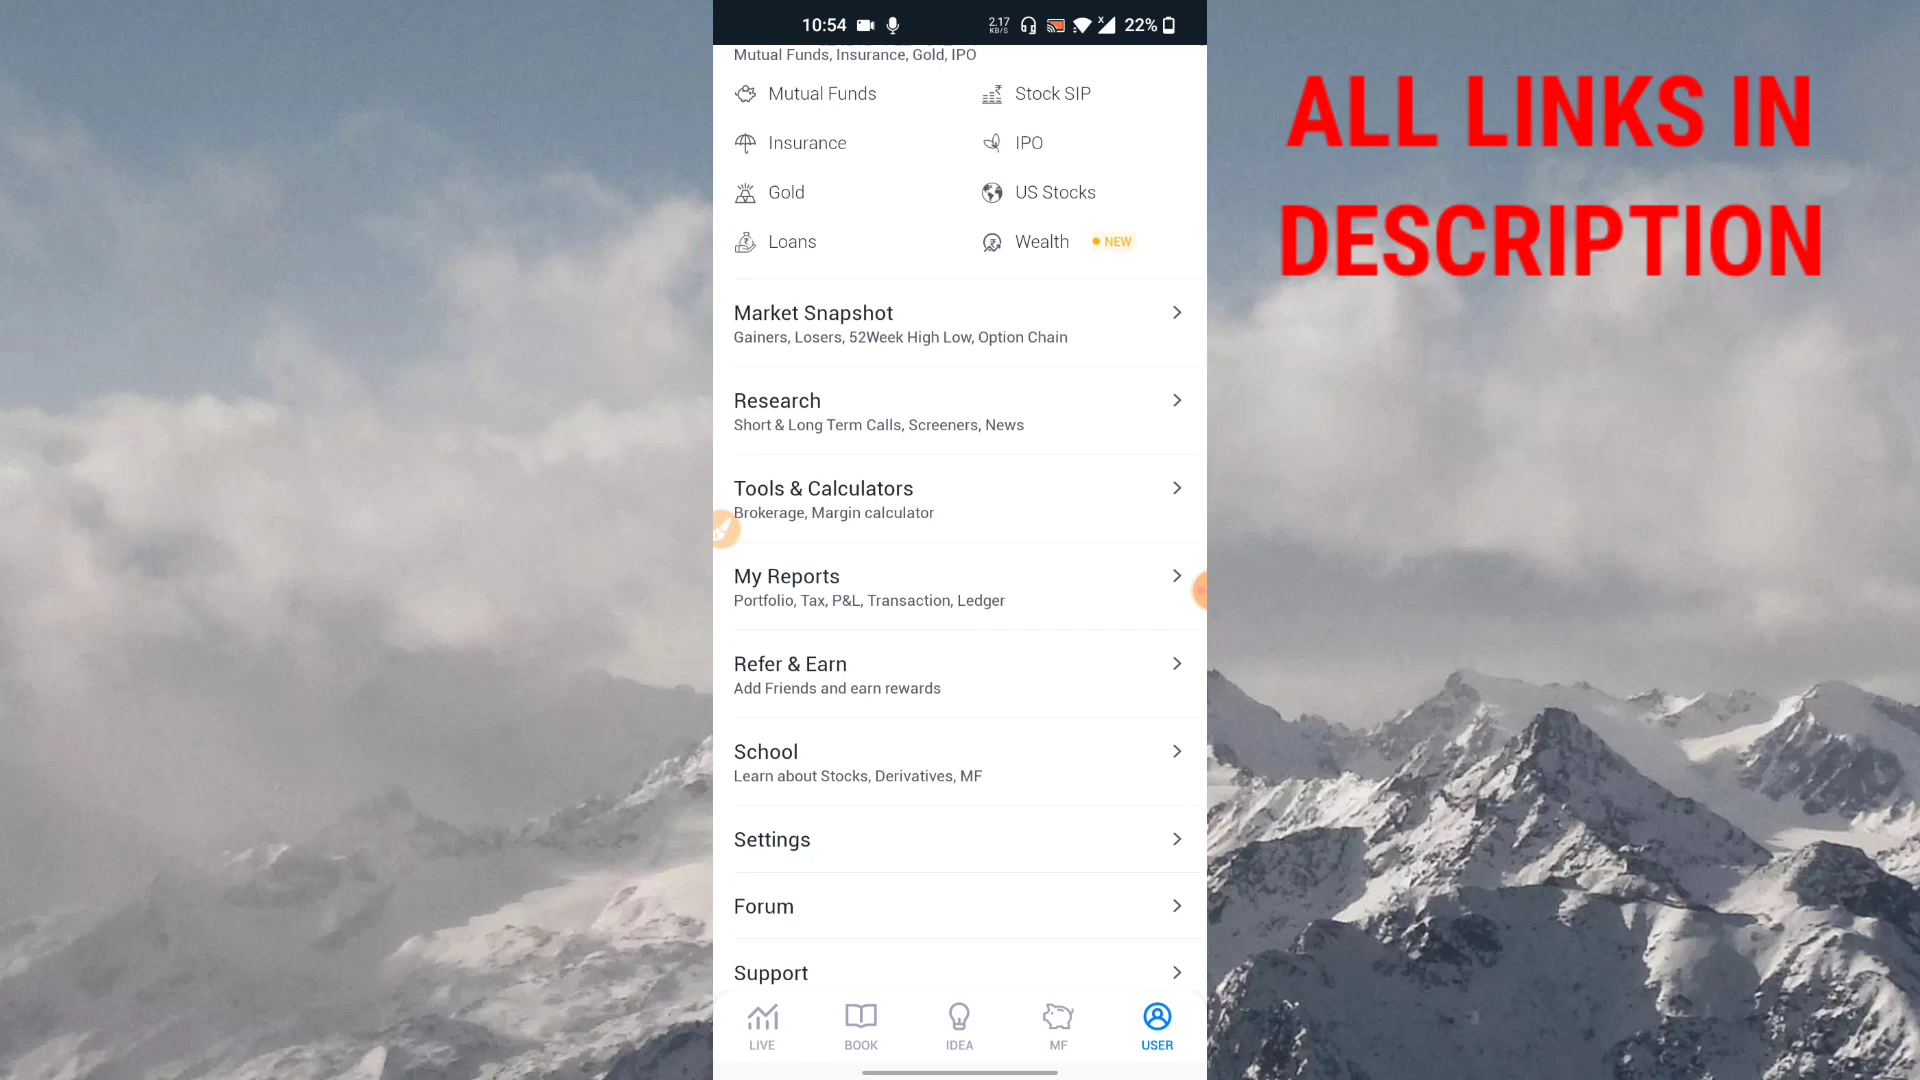 10:54
2.17
KB/S
22%
Mutual Funds, Insurance, Gold, IPO
Mutual Funds
Stock SIP
Insurance
IPO
Gold
US Stocks
Loans
Wealth
NEW
Market Snapshot
Gainers, Losers, 52Week High Low, Option Chain
Research
Short & Long Term Calls, Screeners, News
Tools & Calculators
Brokerage, Margin calculator
My Reports
Portfolio, Tax, P&L, Transaction, Ledger
Refer & Earn
Add Friends and earn rewards
School
Learn about Stocks, Derivatives, MF
Settings
Forum
Support
LIVE
BOOK
IDEA
MF
USER
ALL LINKS IN
DESCRIPTION